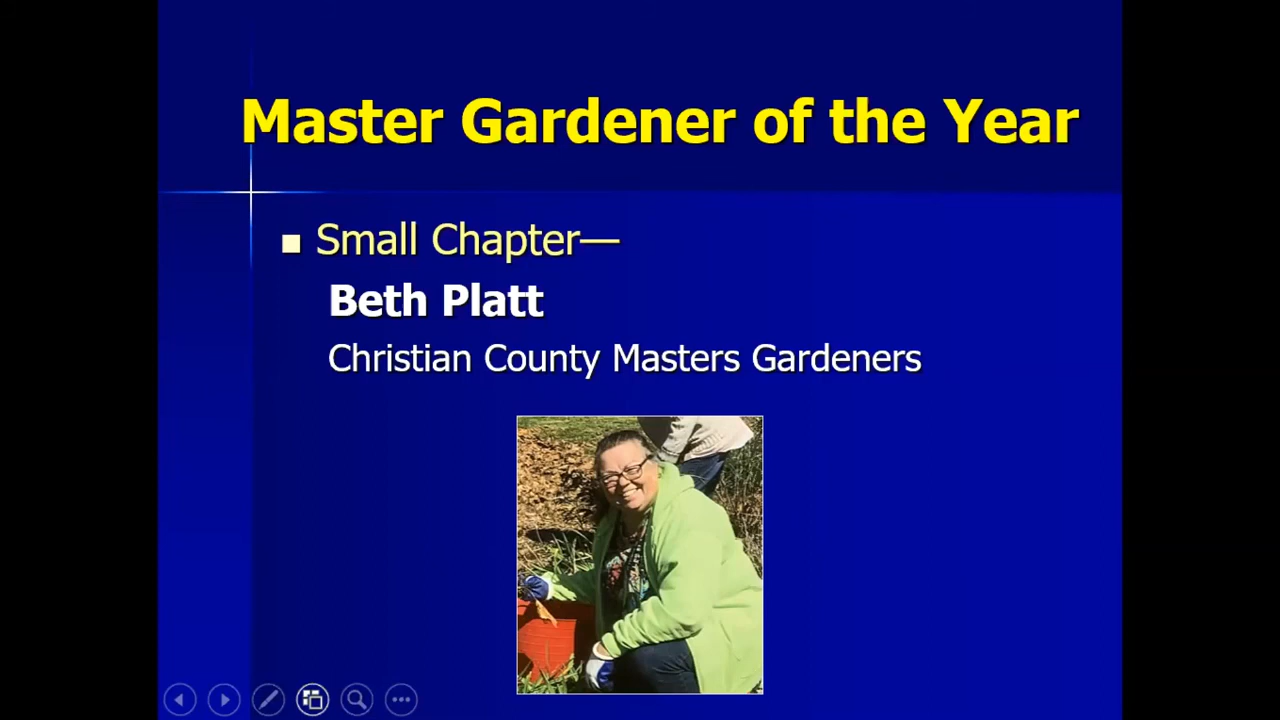 Master Gardener of the Year
Small Chapter—
Beth Platt
Christian County Masters Gardeners